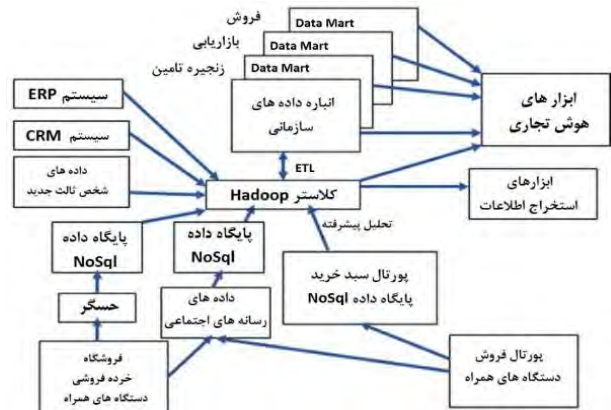 فروش
Data Mart
بازاریابی
Data Mart
زنجیره تامین
Data Mart
انباره داده های
سازمانی
ابزار های
هوش تجاری
سیستم ERP
سیستم CRM
داده های
شخص ثالث جدید
ETL
کلاستر Hadoop
ابزارهای
استخراج اطلاعات
تحلیل پیشرفته
پایگاه داده
NoSql
پایگاه داده
NoSql
پورتال سبد خرید
پایگاه داده NoSql
حسگر
داده های
رسانه های اجتماعی
فروشگاه
خرده فروشی
دستگاه های همراه
پورتال فروش
دستگاه های همراه